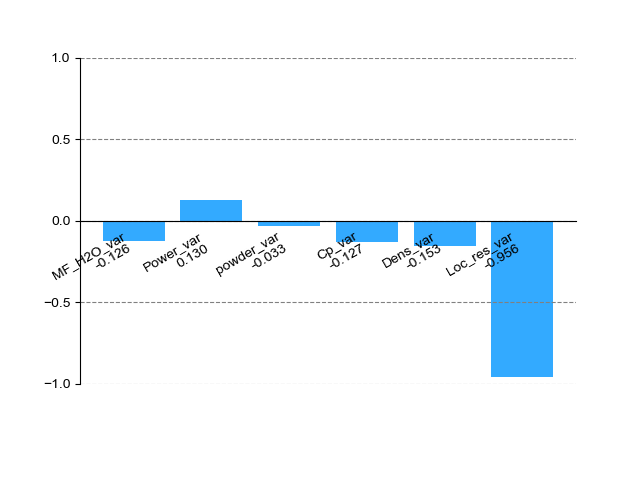 1.0
0.5
0.0
−0.5
−1.0
MF_H2O_var
-0.126
Power_var
0.130
powder_var
-0.033
Cp_var
-0.127
Dens_var
-0.153
Loc_res_var
-0.956